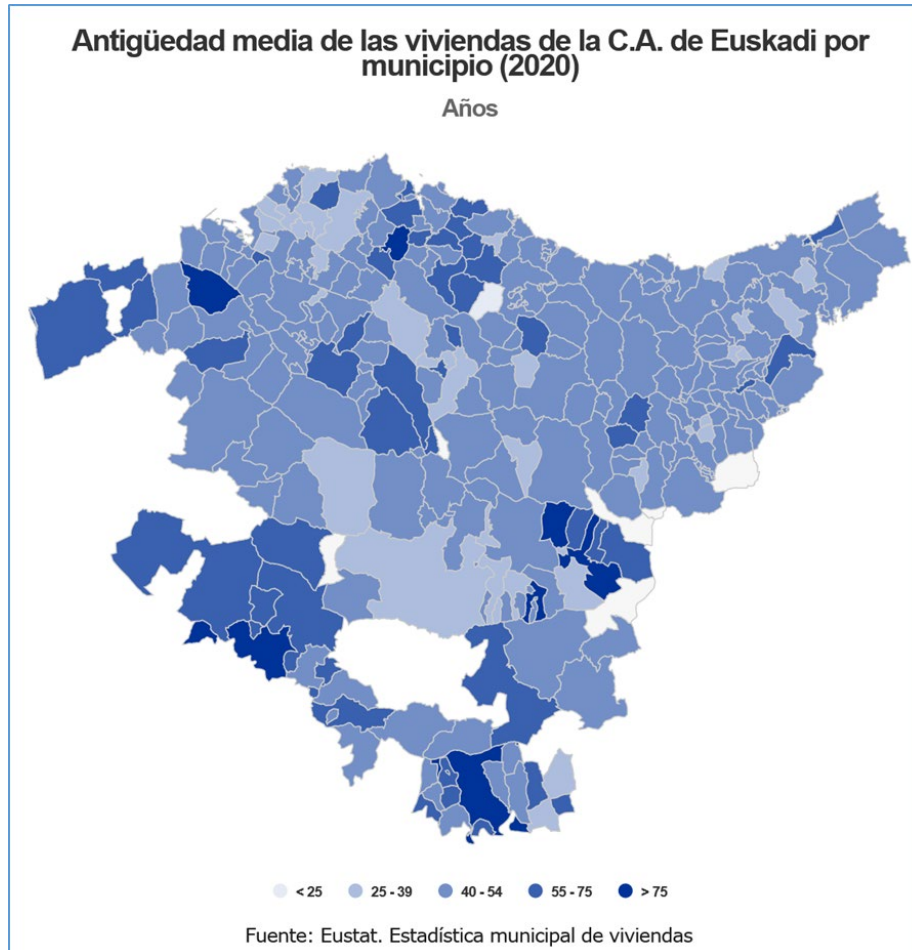 Antigüedad media de las viviendas de la C.A. de Euskadi por
municipio (2020)
Años
< 25 25 - 39 40 - 54 55 - 75 > 75
Fuente: Eustat. Estadística municipal de viviendas